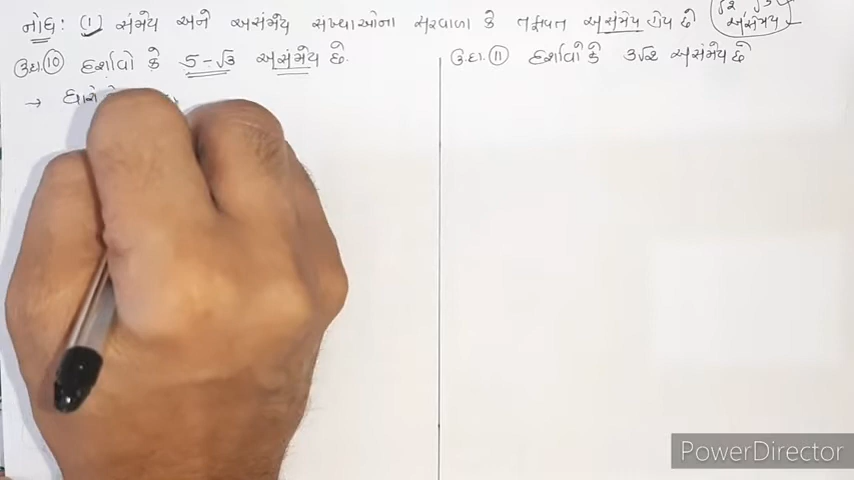 નોંધ: (1) સંમેય અને અસંમેય સંખ્યાઓના સરવાળા કે તફાવત અસંમેય હોય છે
√2 √3 અસંમેય
ઉદા. (10) દર્શાવો કે 5-√3 અસંમેય છે.
→ ધારો કે
ઉદા. (11) દર્શાવો કે 3√2 અસંમેય છે
PowerDirector